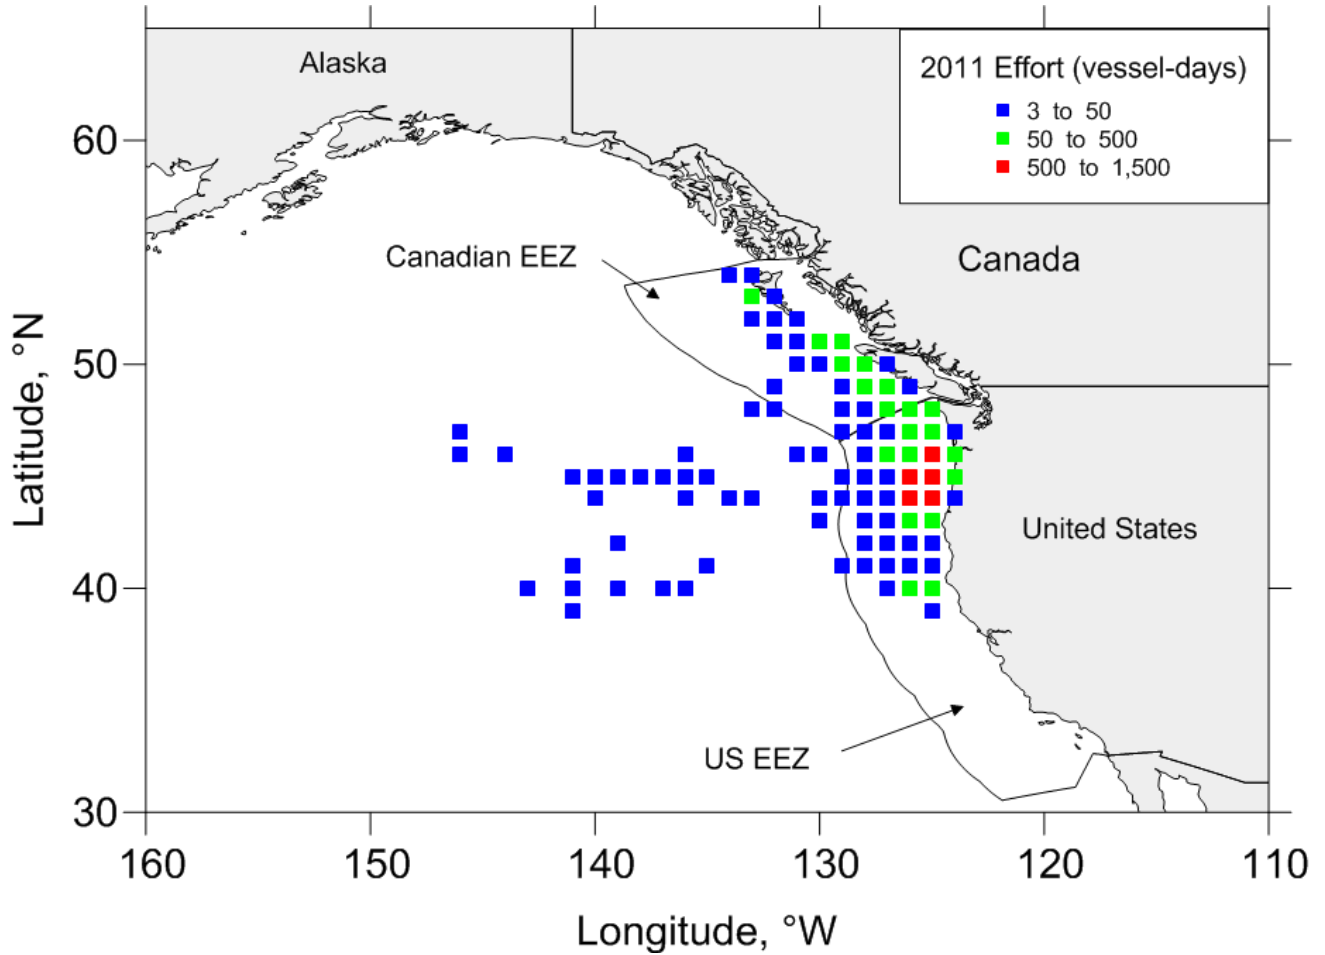 Alaska
2011 Effort (vessel-days)
3 to 50
50 to 500
500 to 1,500
60
Canadian EEZ
Canada
50
Latitude, °N
United States
40
US EEZ
30
160 150 140 130 120 110
Longitude, °W